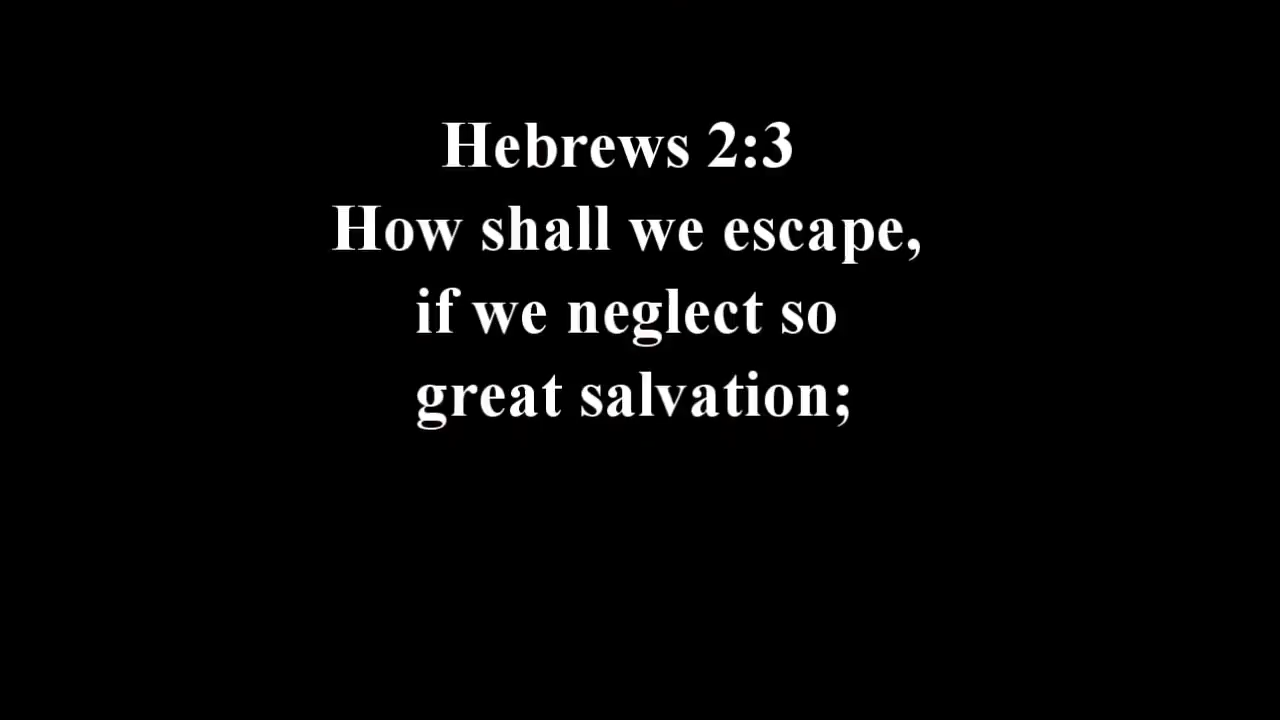 Hebrews 2:3
How shall we escape,
if we neglect so
great salvation;